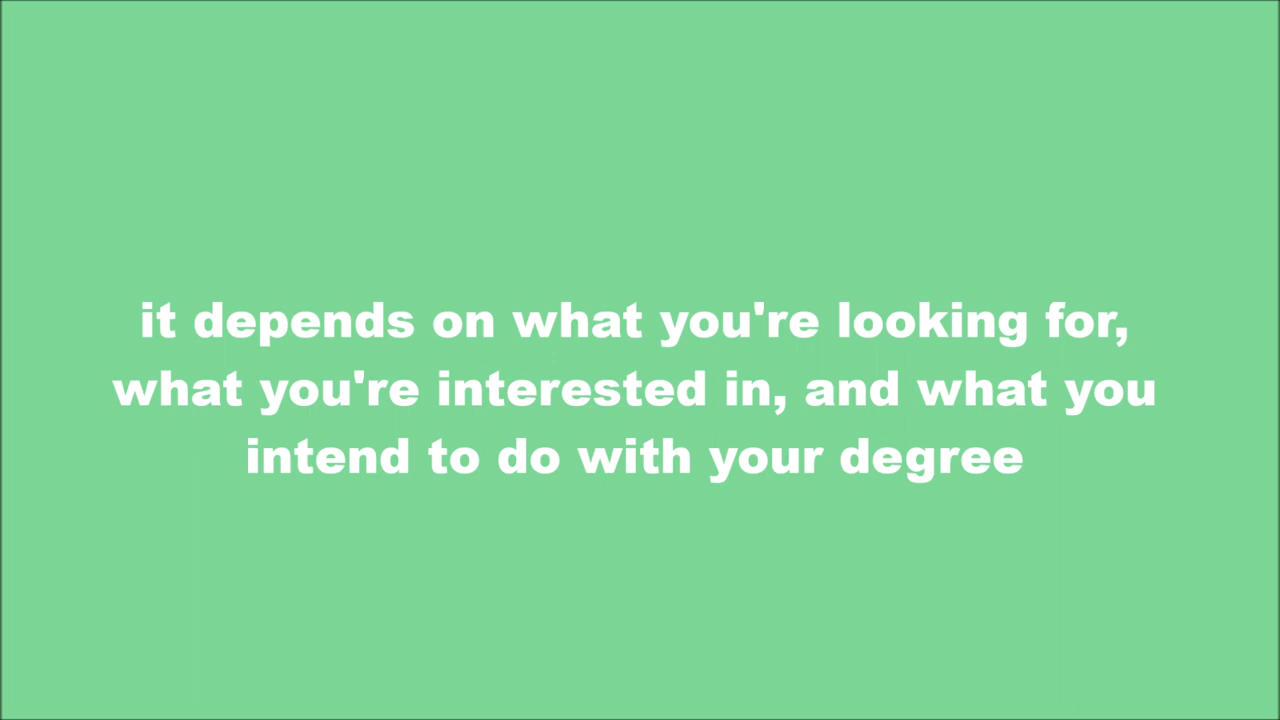 it depends on what you're looking for,
what you're interested in, and what you
intend to do with your degree